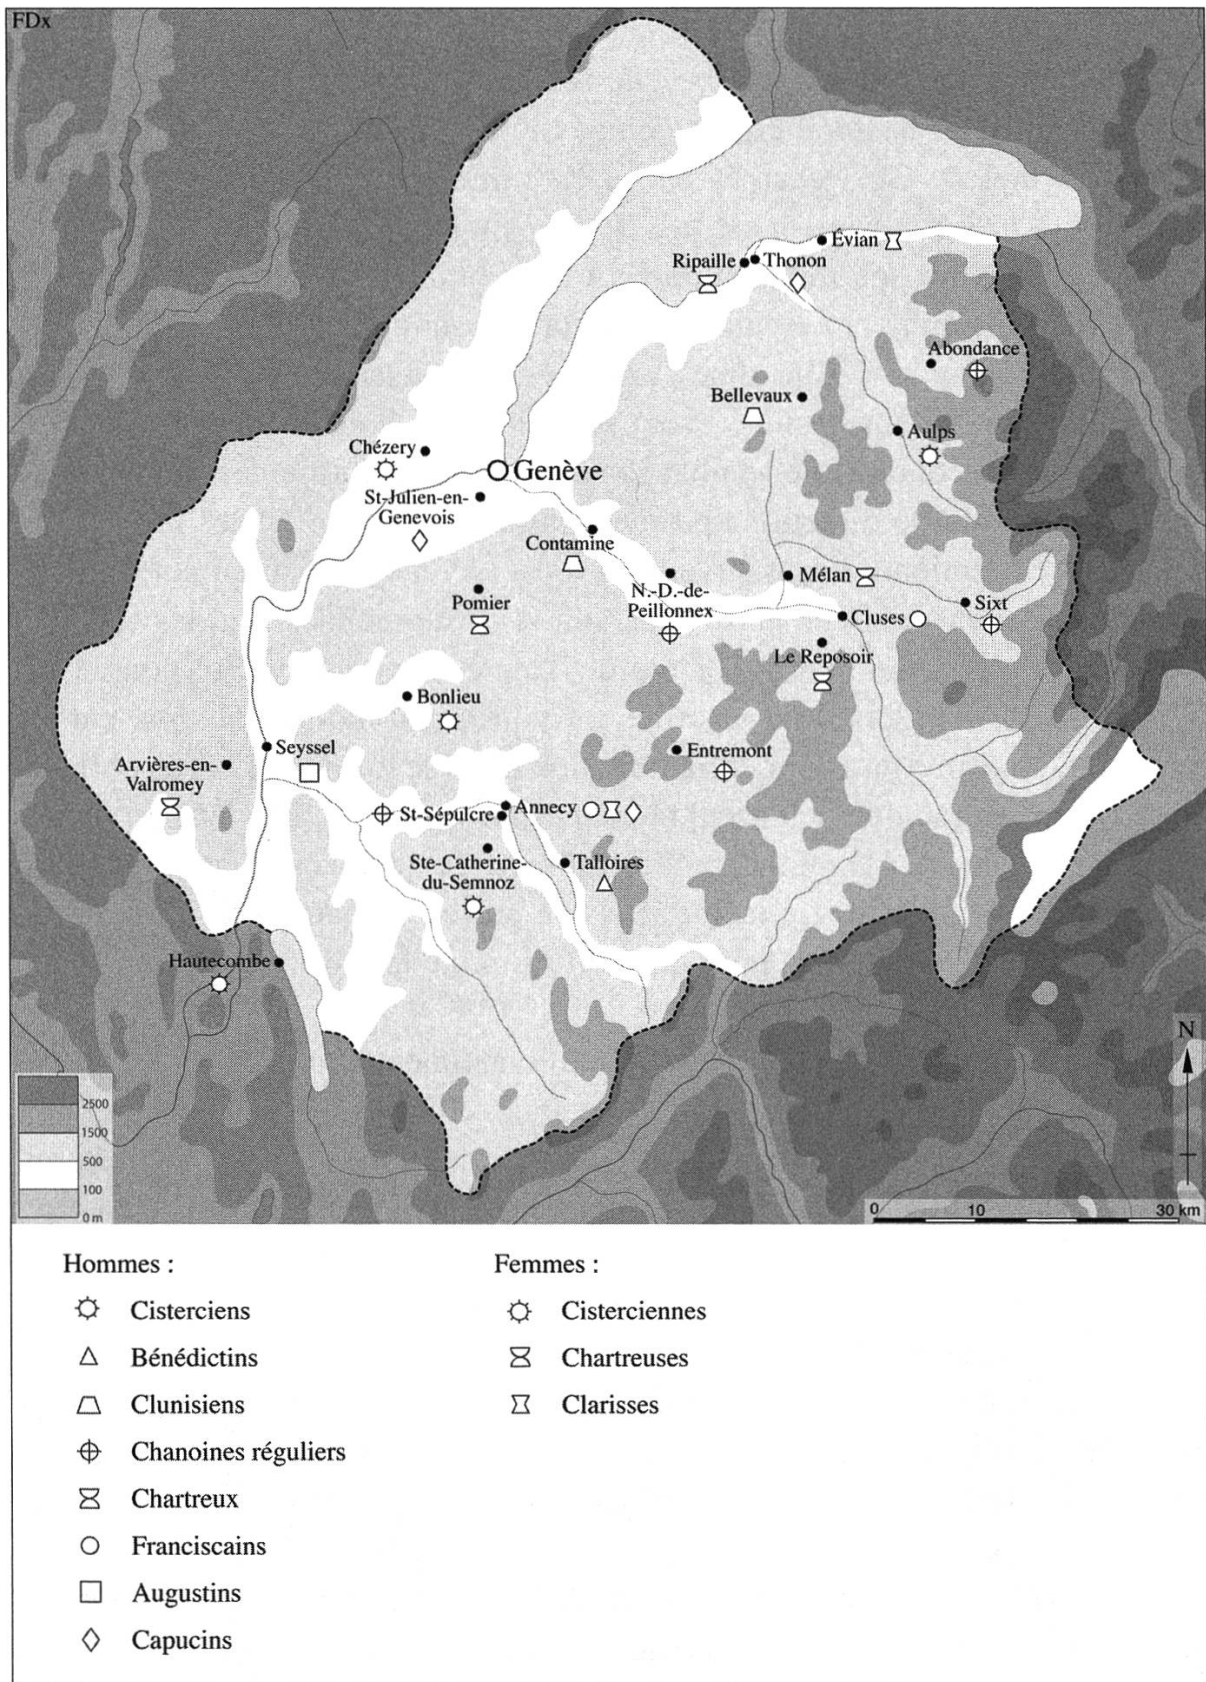 FDx
Évian
Ripaille
Thonon
Abondance
Bellevaux
Aulps
Chézery
Genève
St-Julien-en-
Genevois
Contamine
Mélan
N.-D.-de-
Peillonnex
Pomier
Sixt
Cluses
Le Reposoir
Bonlieu
Seyssel
Entremont
Arvières-en-
Valromey
Annecy
St-Sépulcre
Ste-Catherine-
du-Semnoz
Talloires
Hautecombe
N
2500
1500
500
100
0 m
0 10 30 km
Hommes :
Cisterciens
Bénédictins
Clunisiens
Chanoines réguliers
Chartreux
Franciscains
Augustins
Capucins
Femmes :
Cisterciennes
Chartreuses
Clarisses